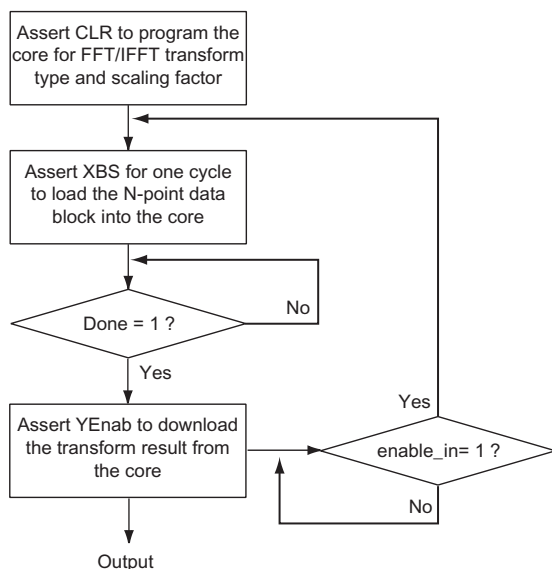 Assert CLR to program the
core for FFT/IFFT transform
type and scaling factor
Assert XBS for one cycle
to load the N-point data
block into the core
No
Done = 1 ?
Yes
Assert YEnab to download
the transform result from
the core
Yes
enable_in= 1 ?
No
Output